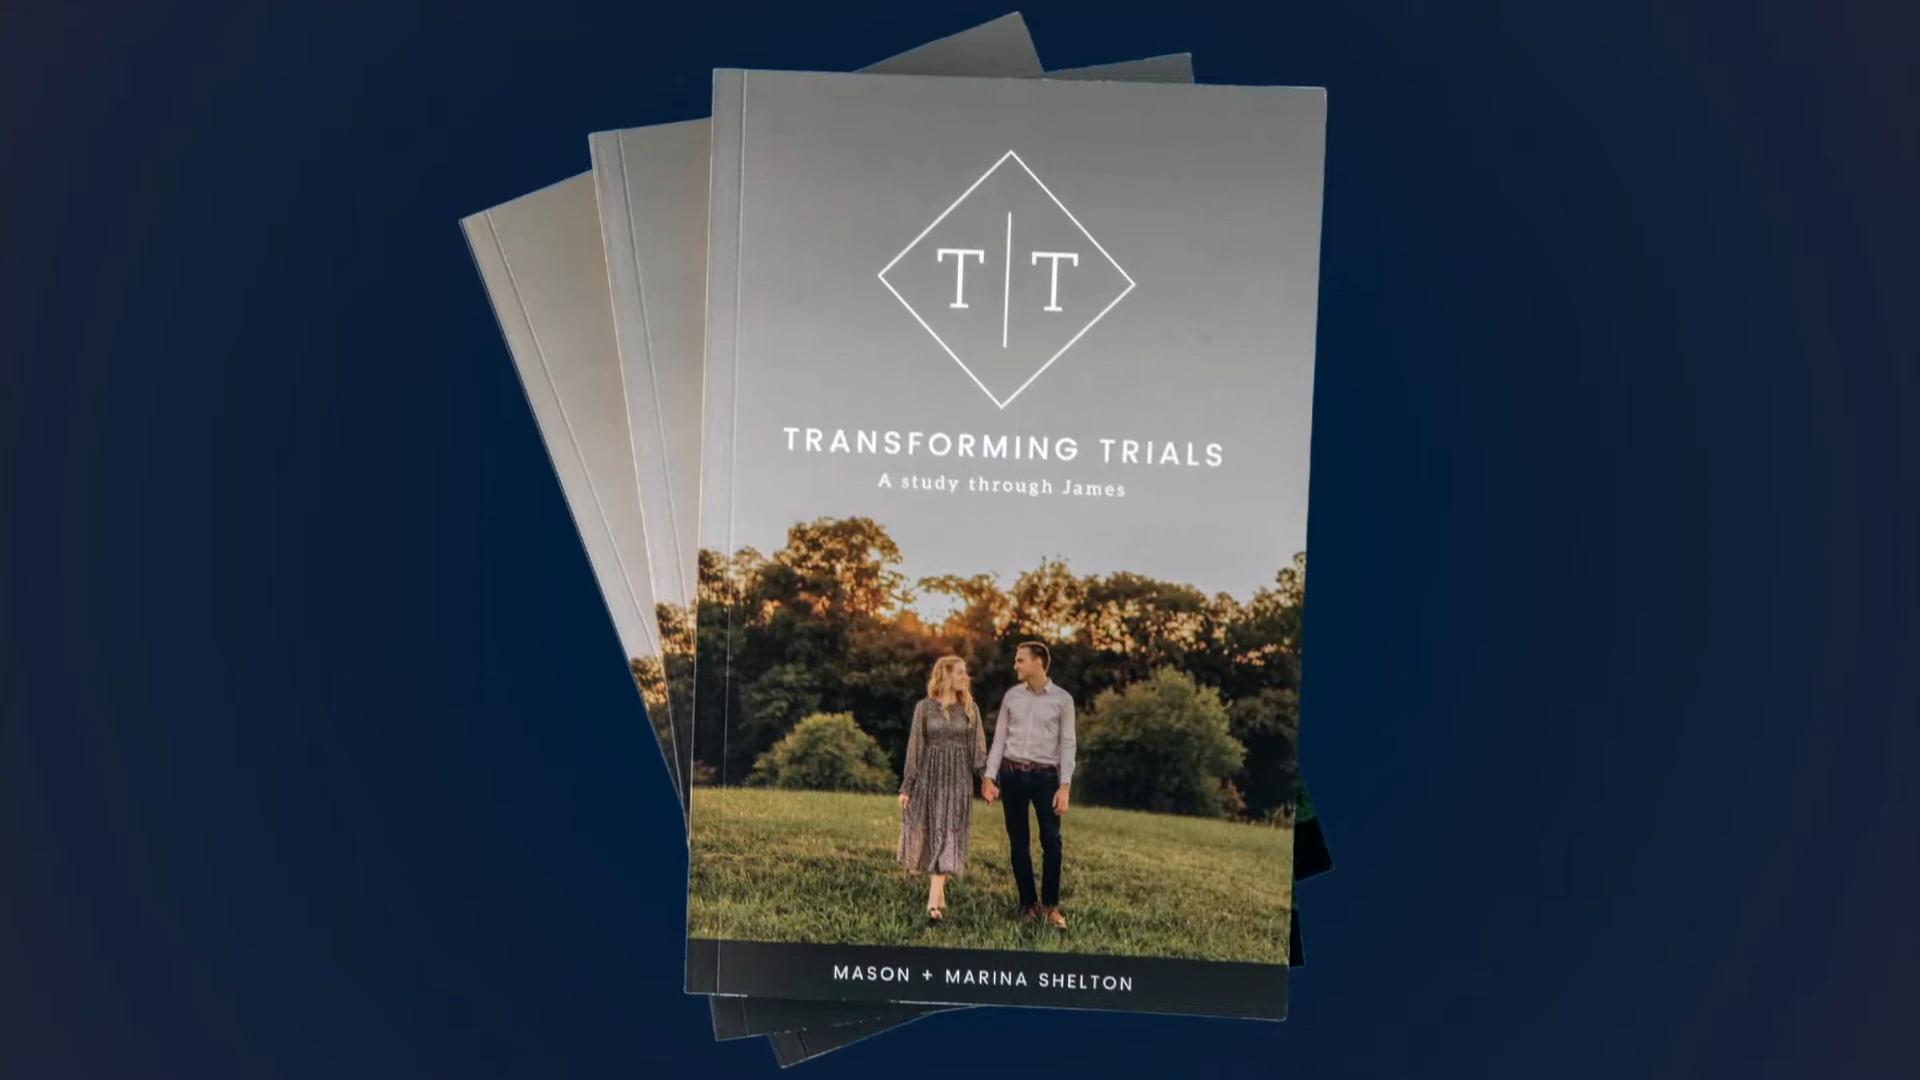 T | T
TRANSFORMING TRIALS
A study through James
MASON + MARINA SHELTON